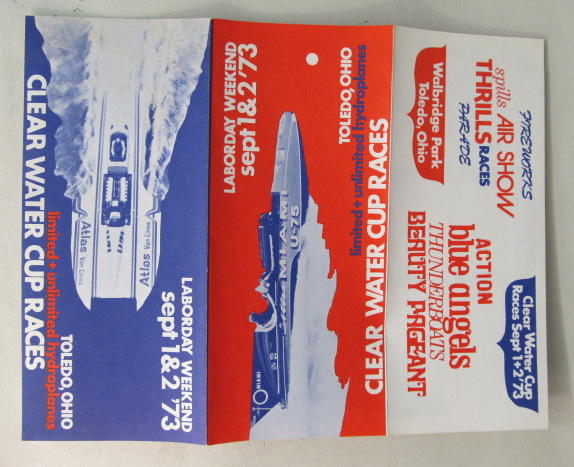 LABORDAY WEEKEND
sept 1&2 '73
Atlas Van Lines
Atlas Van Lines
TOLEDO, OHIO
limited + unlimited hydroplanes
CLEAR WATER CUP RACES
LABORDAY WEEKEND
sept 1&2 '73
TOLEDO, OHIO
limited + unlimited hydroplanes
CLEAR WATER CUP RACES
MIAMI
U-75
MIAMI
FIREWORKS
spills AIR SHOW
THRILLS RACES
PARADE
Walbridge Park
Toledo, Ohio
Clear Water Cup
Races Sept 1+2 '73
ACTION
blue angels
THUNDERBOATS
BEAUTY PAGEANT